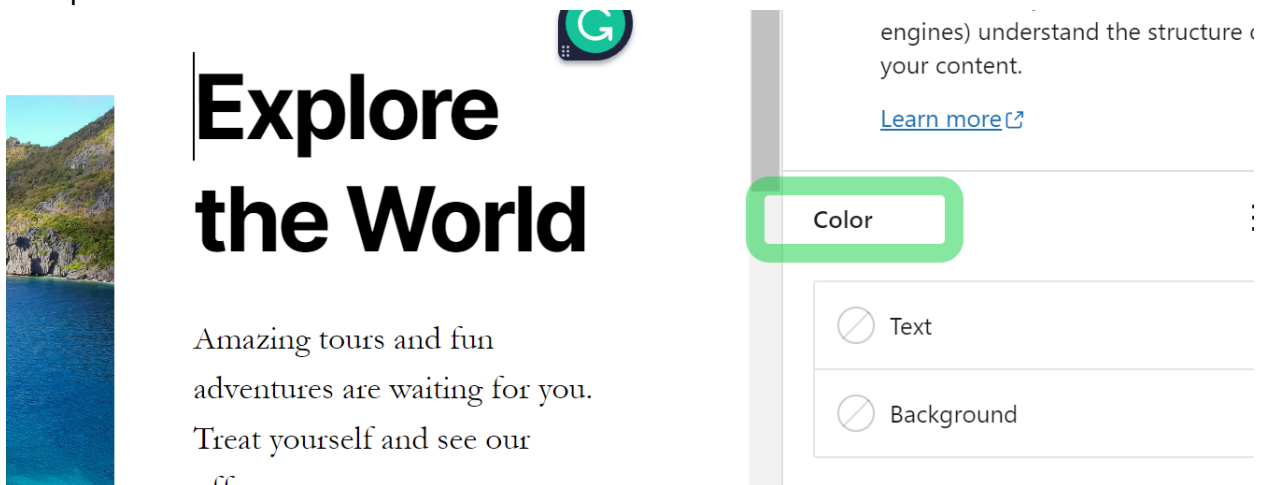 Explore
the World
Amazing tours and fun
adventures are waiting for you.
Treat yourself and see our
engines) understand the structure
your content.
Learn more
Color
Text
Background